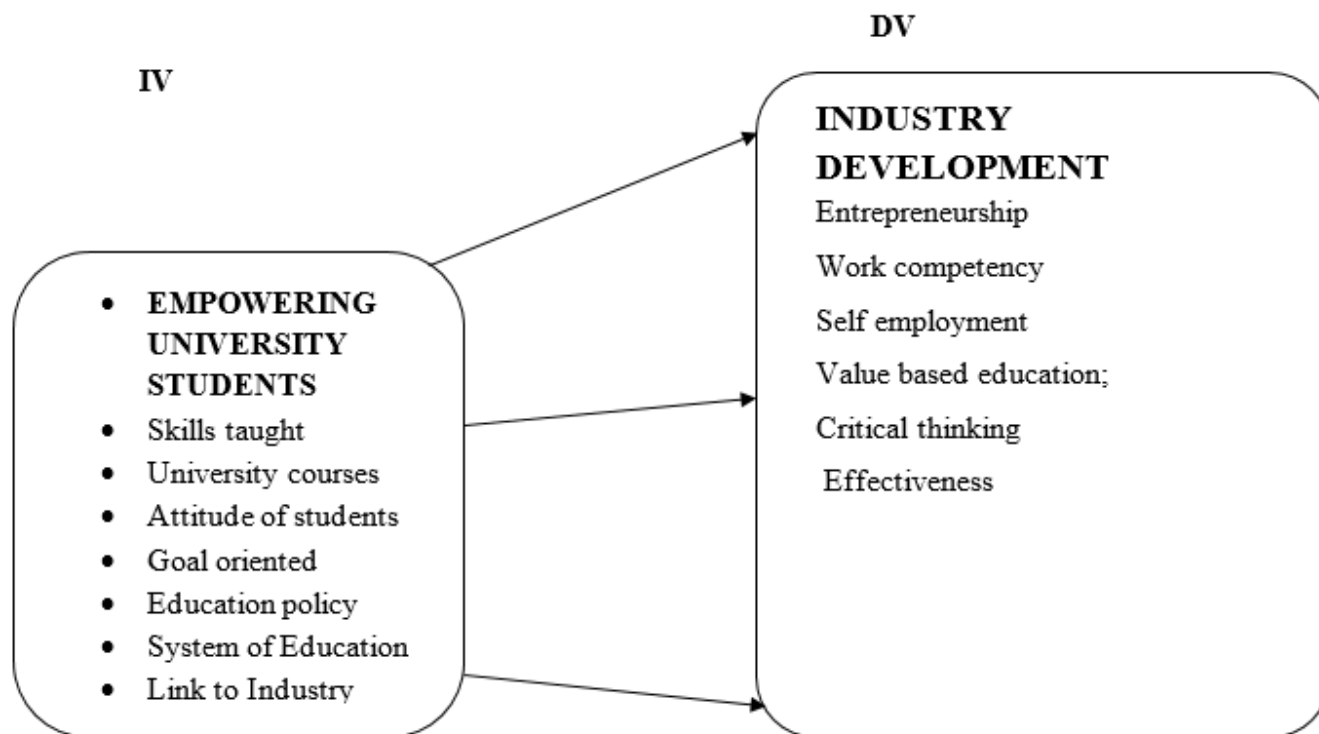 IV
• EMPOWERING
UNIVERSITY
STUDENTS
• Skills taught
• University courses
• Attitude of students
• Goal oriented
• Education policy
• System of Education
• Link to Industry
DV
INDUSTRY
DEVELOPMENT
Entrepreneurship
Work competency
Self employment
Value based education;
Critical thinking
Effectiveness